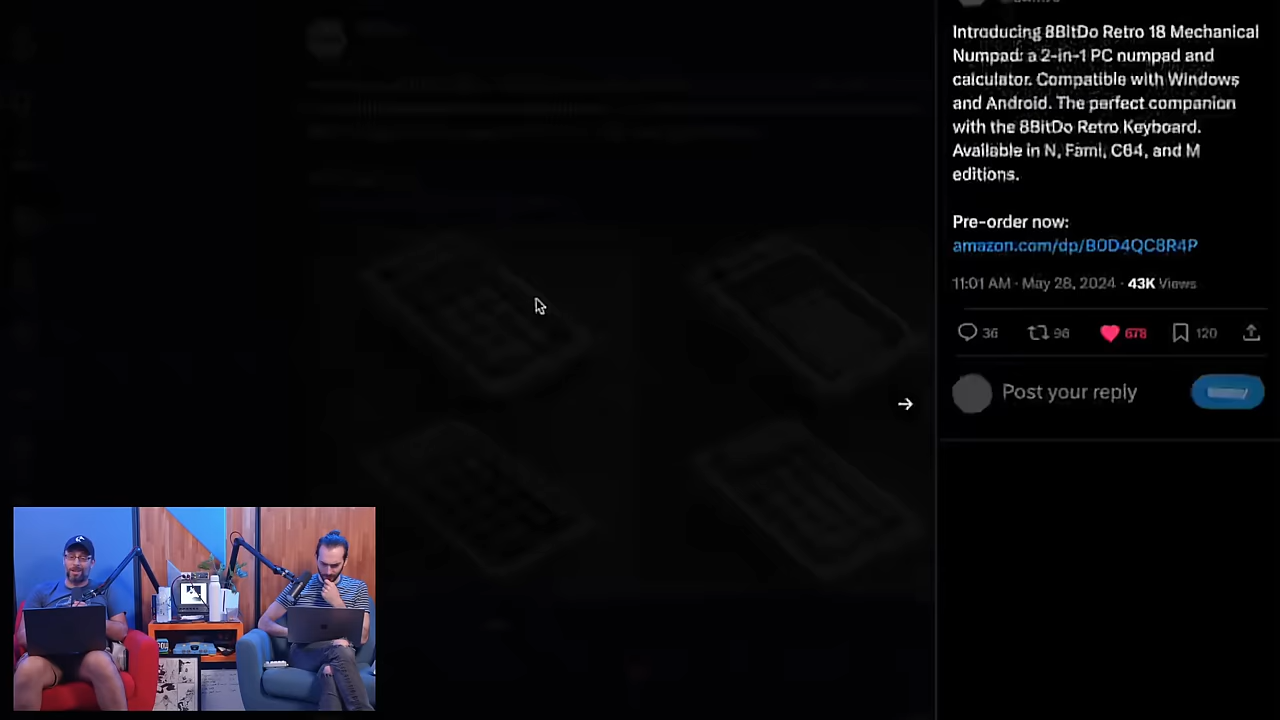 Introducing 8BitDo Retro 18 Mechanical
Numpad: a 2-in-1 PC numpad and
calculator. Compatible with Windows
and Android. The perfect companion
with the 8BitDo Retro Keyboard.
Available in N, Fami, C64, and M
editions.
Pre-order now:
amazon.com/dp/B0D4QC8R4P
11:01 AM · May 28, 2024 · 43K Views
36 96 678 120
Post your reply